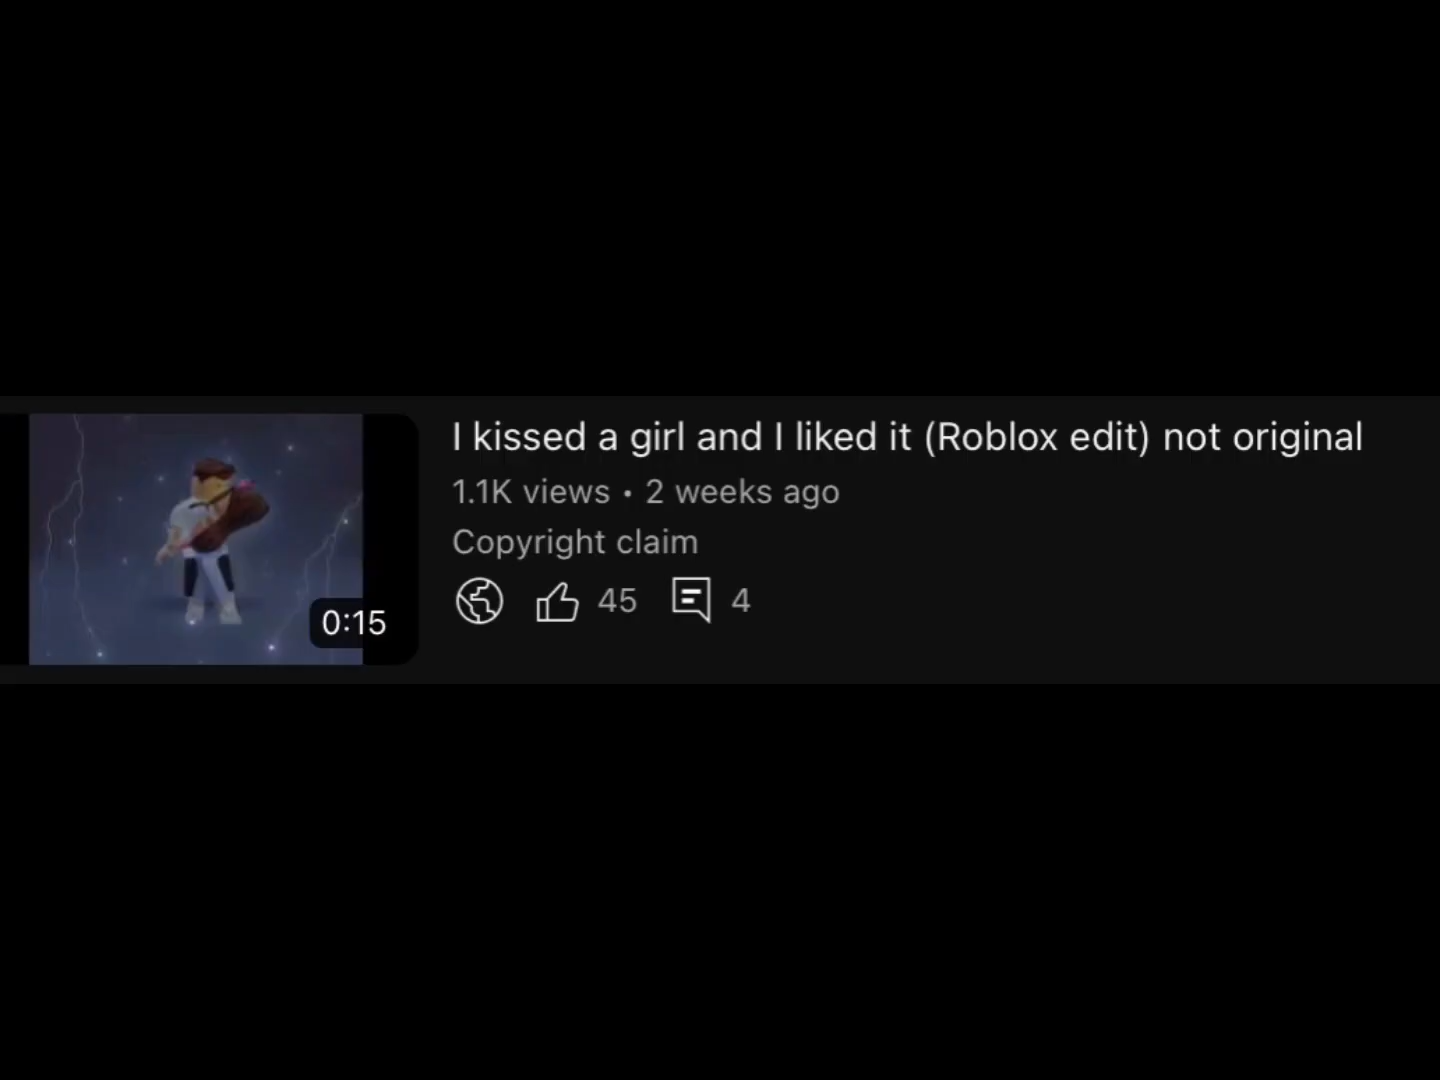 I kissed a girl and I liked it (Roblox edit) not original
1.1K views • 2 weeks ago
Copyright claim
45 4
0:15